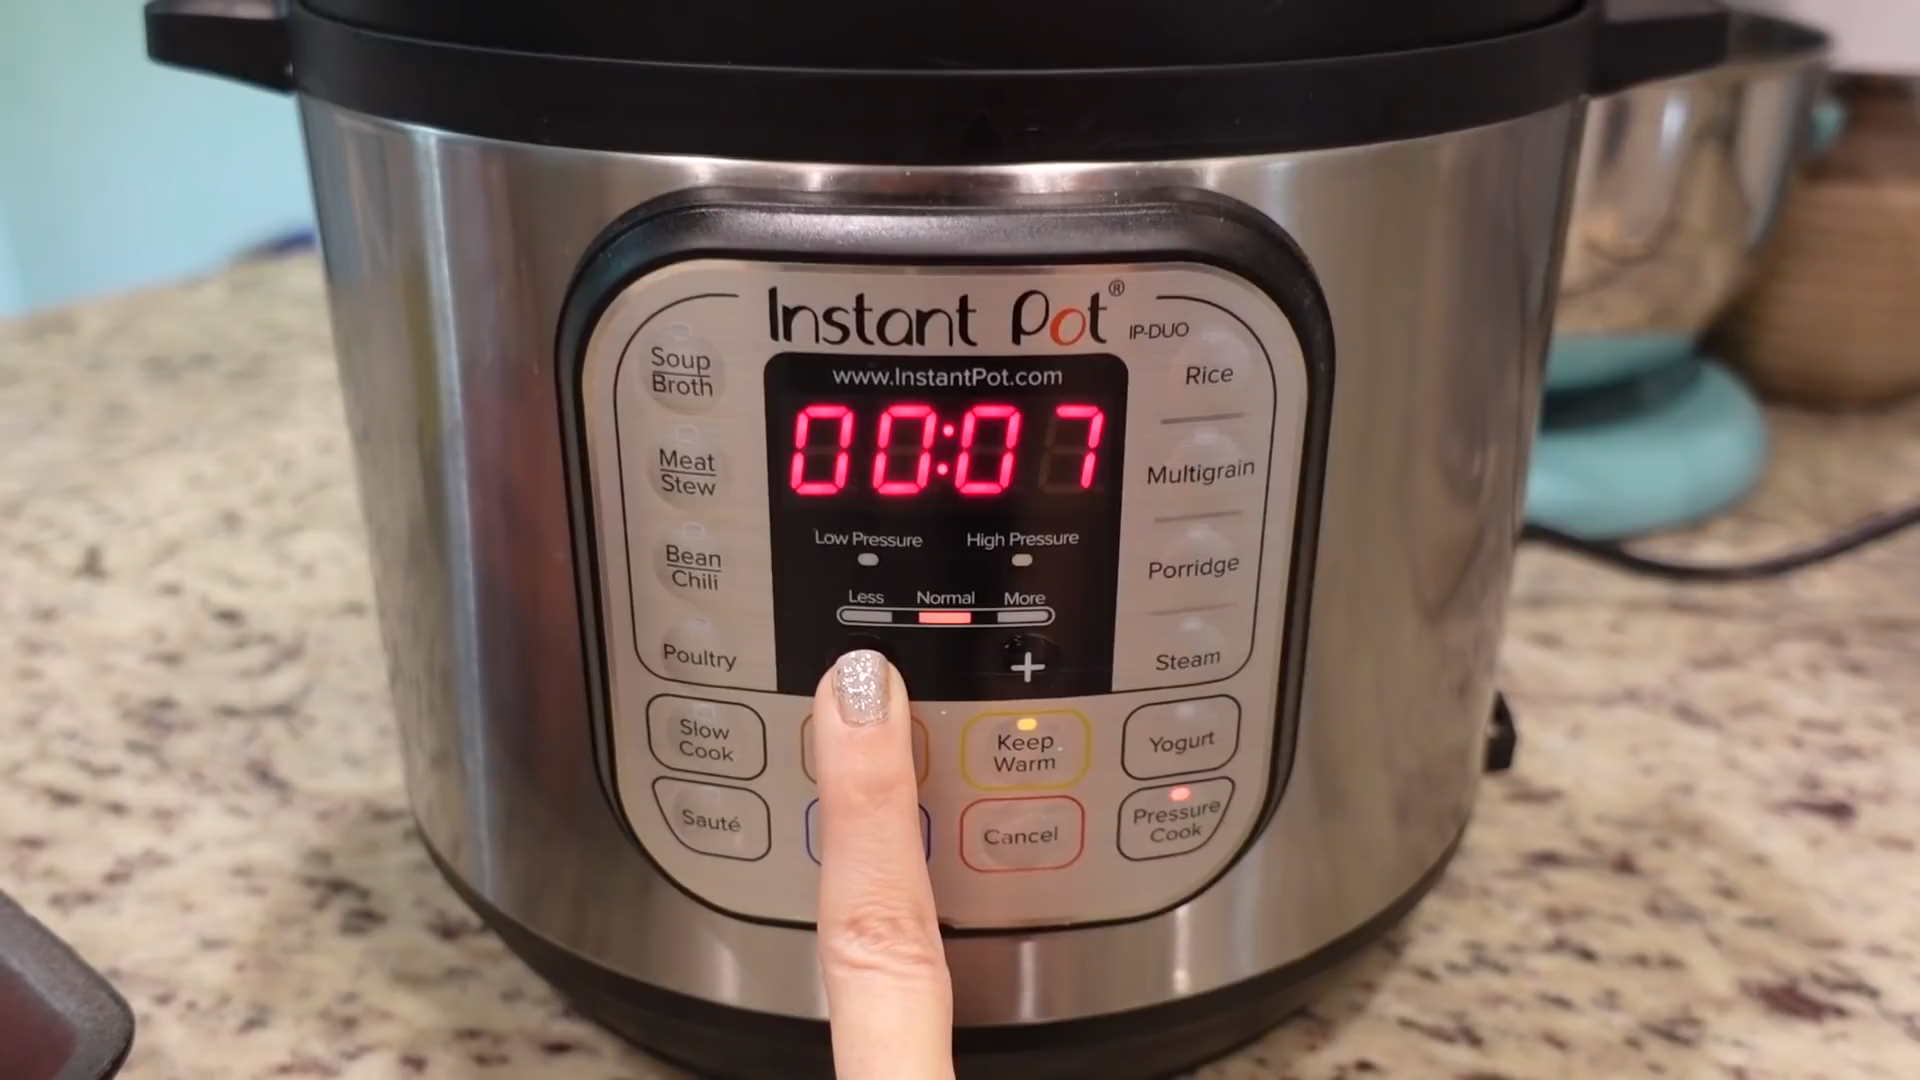 Instant Pot® IP-DUO
www.InstantPot.com
00:07
Low Pressure High Pressure
Less Normal More
+
Soup
Broth
Meat
Stew
Bean
Chili
Poultry
Rice
Multigrain
Porridge
Steam
Slow
Cook
Keep
Warm
Yogurt
Sauté
Cancel
Pressure
Cook